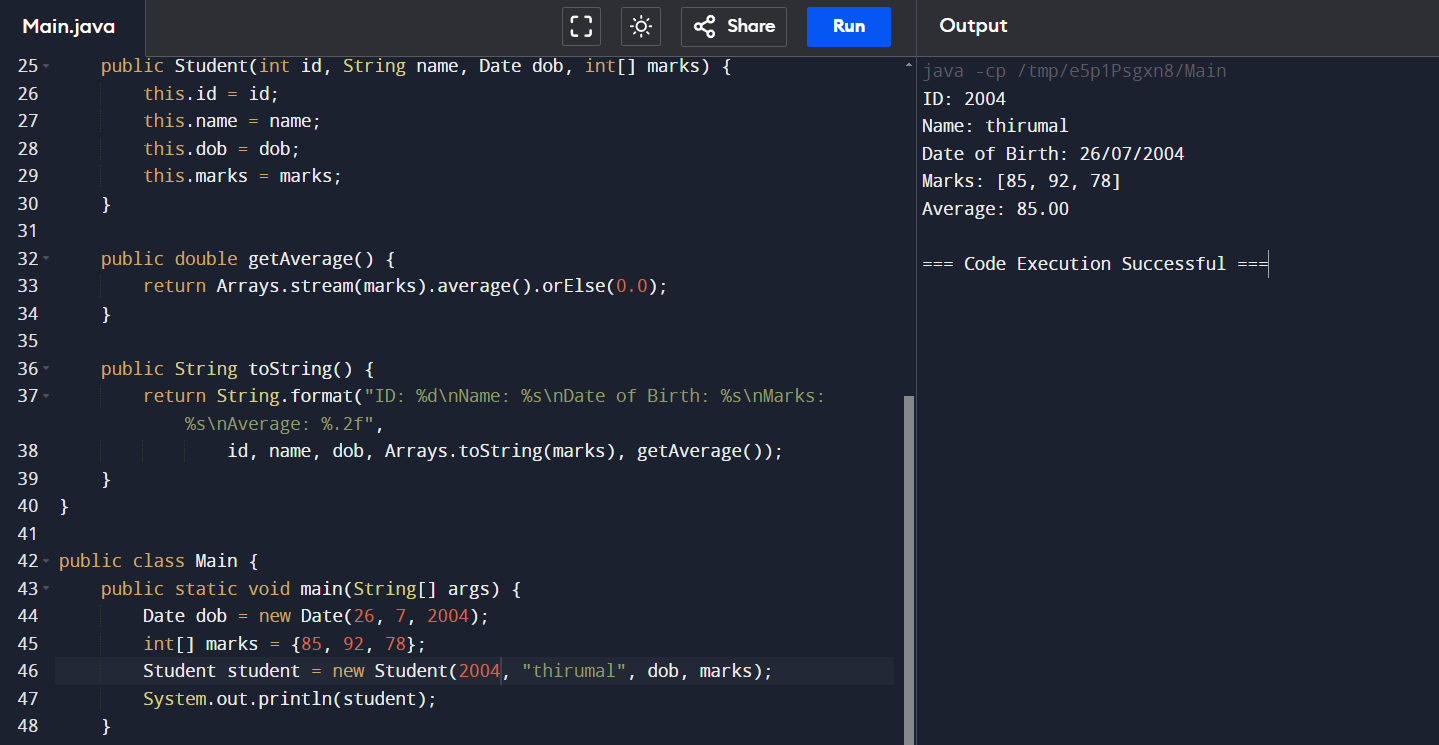 Main.java
Share
Run
Output
25 public Student(int id, String name, Date dob, int[] marks) {
26 this.id = id;
27 this.name = name;
28 this.dob = dob;
29 this.marks = marks;
30 }
31
32 public double getAverage() {
33 return Arrays.stream(marks).average().orElse(0.0);
34 }
35
36 public String toString() {
37 return String.format("ID: %d\nName: %s\nDate of Birth: %s\nMarks:
%s\nAverage: %.2f",
38 id, name, dob, Arrays.toString(marks), getAverage());
39 }
40 }
41
42 public class Main {
43 public static void main(String[] args) {
44 Date dob = new Date(26, 7, 2004);
45 int[] marks = {85, 92, 78};
46 Student student = new Student(2004, "thirumal", dob, marks);
47 System.out.println(student);
48 }
java -cp /tmp/e5p1Psgxn8/Main
ID: 2004
Name: thirumal
Date of Birth: 26/07/2004
Marks: [85, 92, 78]
Average: 85.00
=== Code Execution Successful ===